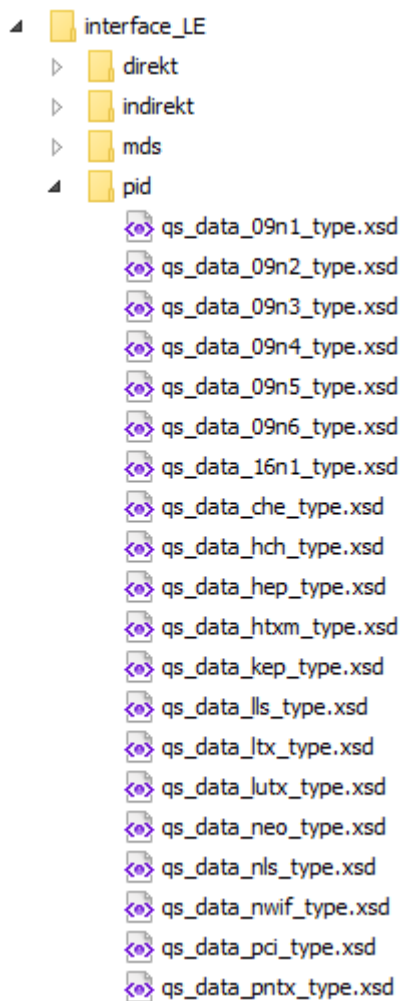 interface_LE
direkt
indirekt
mds
pid
qs_data_09n1_type.xsd
qs_data_09n2_type.xsd
qs_data_09n3_type.xsd
qs_data_09n4_type.xsd
qs_data_09n5_type.xsd
qs_data_09n6_type.xsd
qs_data_16n1_type.xsd
qs_data_che_type.xsd
qs_data_hch_type.xsd
qs_data_hep_type.xsd
qs_data_htxm_type.xsd
qs_data_kep_type.xsd
qs_data_lls_type.xsd
qs_data_ltx_type.xsd
qs_data_lutx_type.xsd
qs_data_neo_type.xsd
qs_data_nls_type.xsd
qs_data_nwif_type.xsd
qs_data_pci_type.xsd
qs_data_pntx_type.xsd